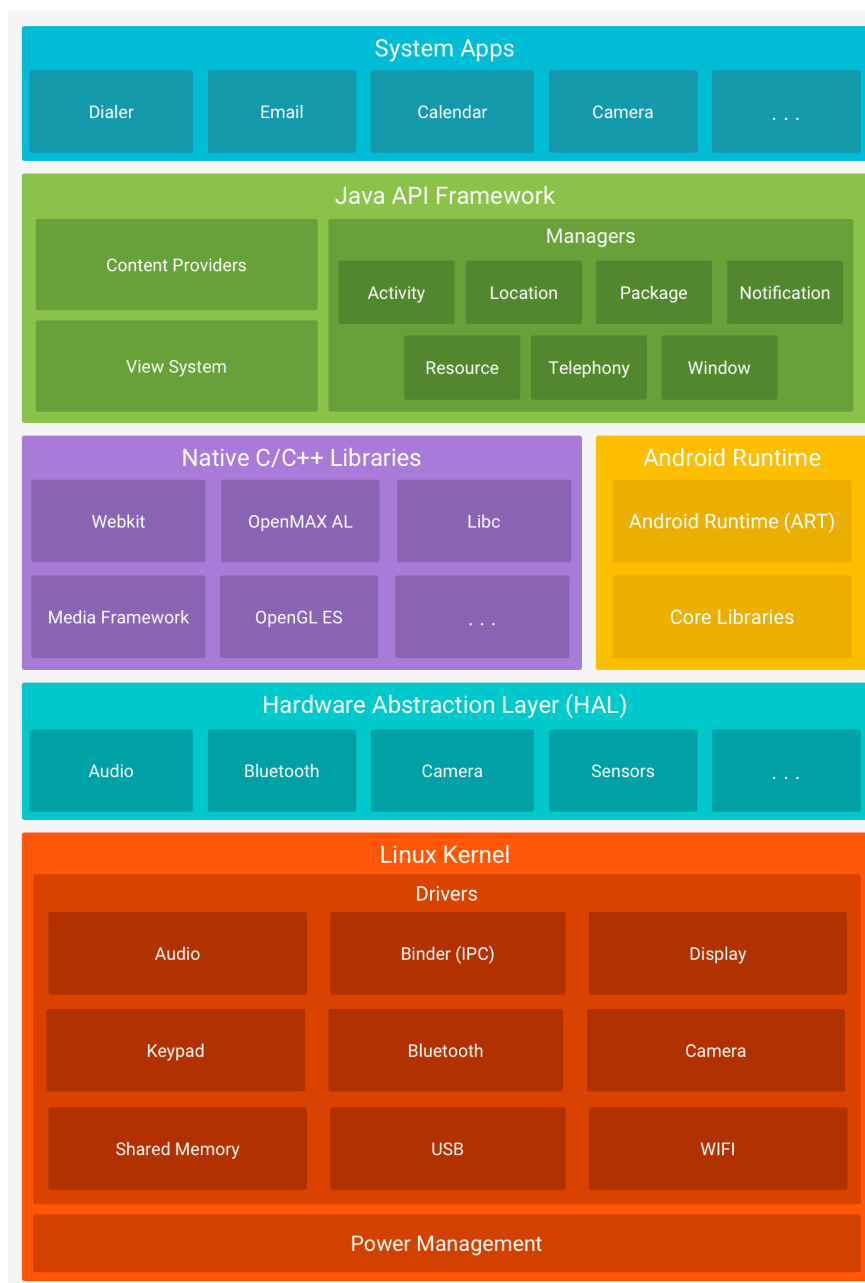 System Apps
Dialer
Email
Calendar
Camera
. . .
Java API Framework
Content Providers
View System
Managers
Activity
Location
Package
Notification
Resource
Telephony
Window
Native C/C++ Libraries
Webkit
OpenMAX AL
Libc
Media Framework
OpenGL ES
. . .
Android Runtime
Android Runtime (ART)
Core Libraries
Hardware Abstraction Layer (HAL)
Audio
Bluetooth
Camera
Sensors
. . .
Linux Kernel
Drivers
Audio
Binder (IPC)
Display
Keypad
Bluetooth
Camera
Shared Memory
USB
WIFI
Power Management